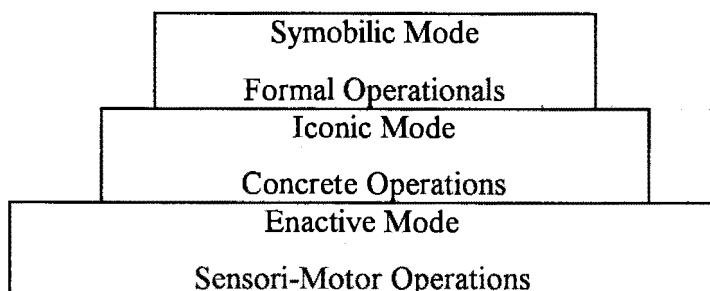 Symobilic Mode
Formal Operationals
Iconic Mode
Concrete Operations
Enactive Mode
Sensori-Motor Operations